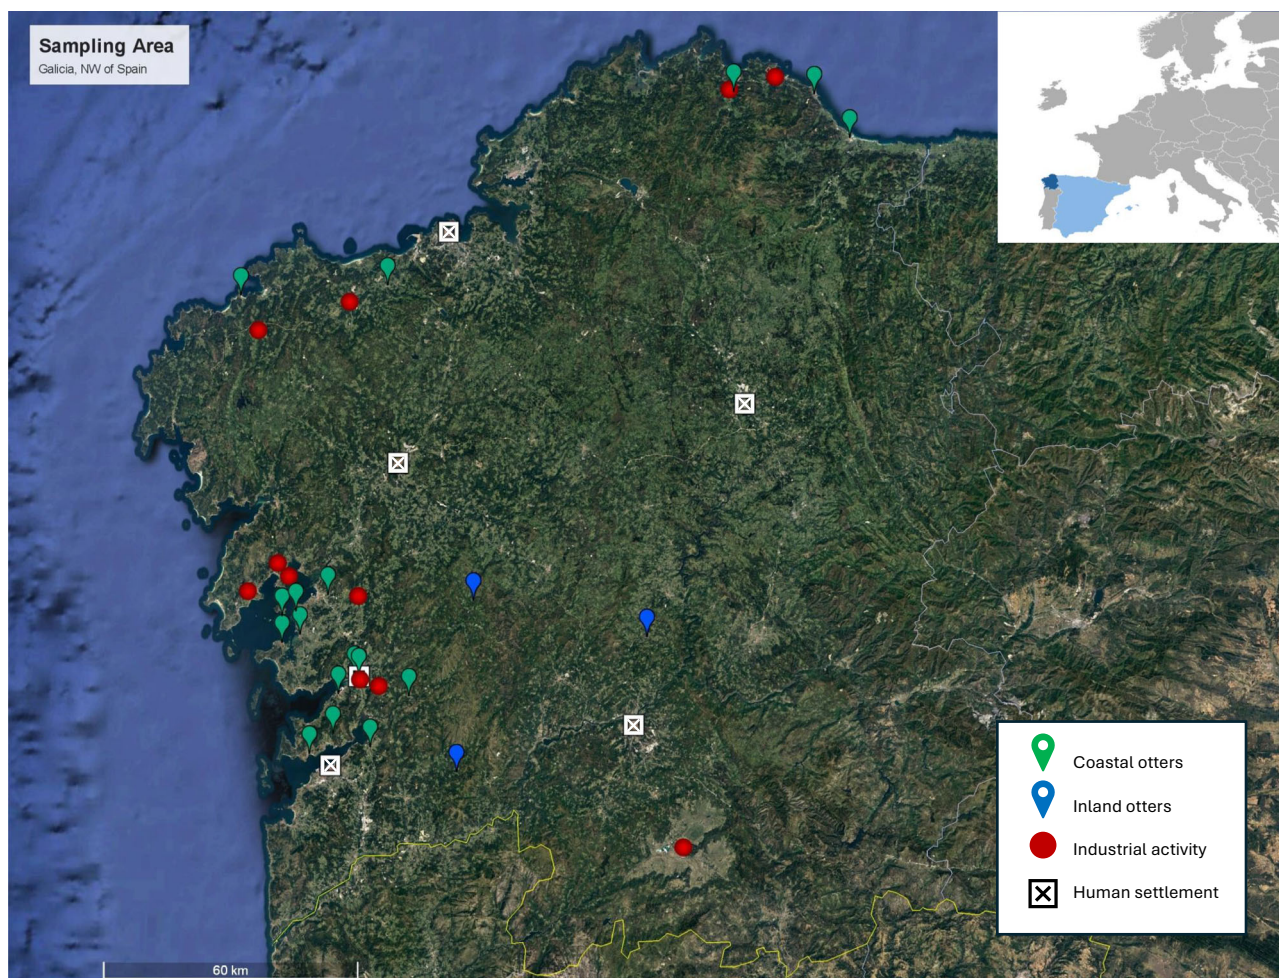 Sampling Area
Galicia, NW of Spain
Coastal otters
Inland otters
Industrial activity
Human settlement
60 km